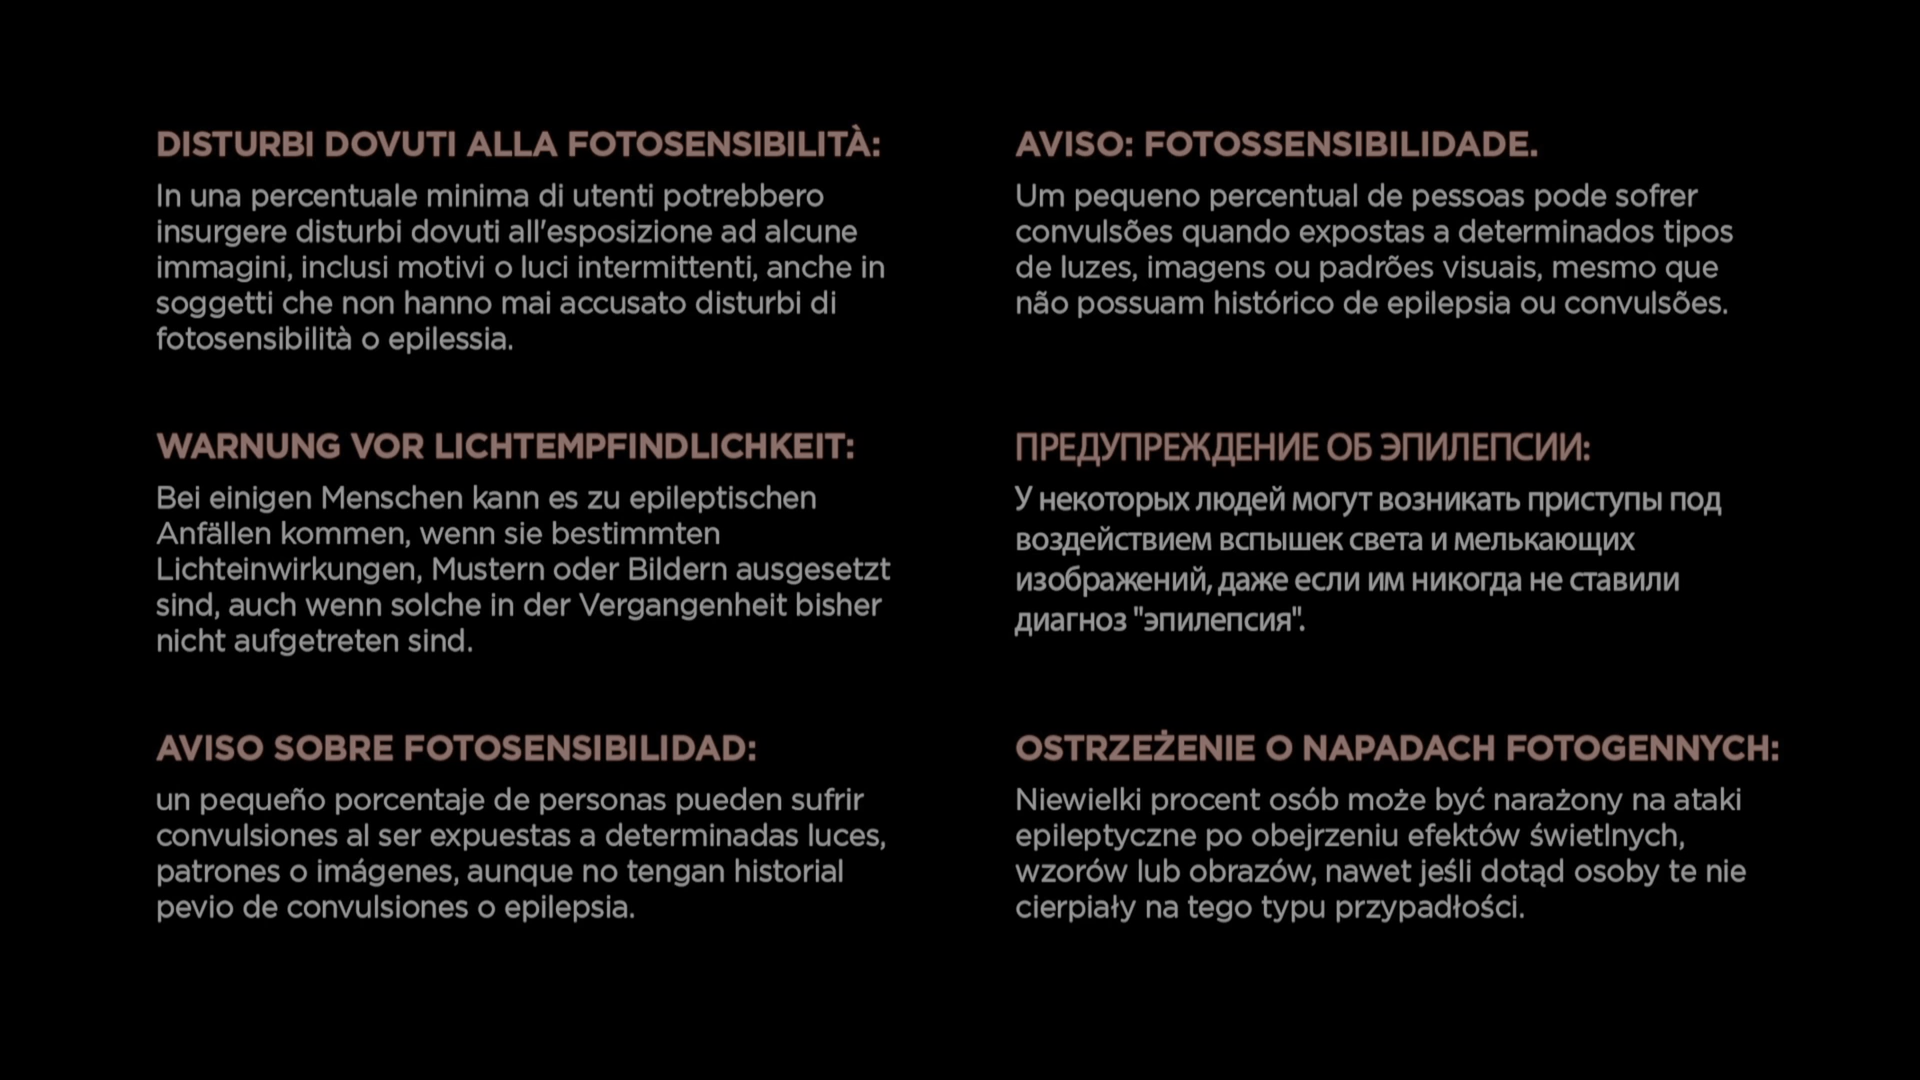 DISTURBI DOVUTI ALLA FOTOSENSIBILITÀ:
In una percentuale minima di utenti potrebbero
insurgere disturbi dovuti all'esposizione ad alcune
immagini, inclusi motivi o luci intermittenti, anche in
soggetti che non hanno mai accusato disturbi di
fotosensibilità o epilessia.
WARNUNG VOR LICHTEMPFINDLICHKEIT:
Bei einigen Menschen kann es zu epileptischen
Anfällen kommen, wenn sie bestimmten
Lichteinwirkungen, Mustern oder Bildern ausgesetzt
sind, auch wenn solche in der Vergangenheit bisher
nicht aufgetreten sind.
AVISO SOBRE FOTOSENSIBILIDAD:
un pequeño porcentaje de personas pueden sufrir
convulsiones al ser expuestas a determinadas luces,
patrones o imágenes, aunque no tengan historial
pevio de convulsiones o epilepsia.
AVISO: FOTOSSENSIBILIDADE.
Um pequeno percentual de pessoas pode sofrer
convulsões quando expostas a determinados tipos
de luzes, imagens ou padrões visuais, mesmo que
não possuam histórico de epilepsia ou convulsões.
ПРЕДУПРЕЖДЕНИЕ ОБ ЭПИЛЕПСИИ:
У некоторых людей могут возникать приступы под
воздействием вспышек света и мелькающих
изображений, даже если им никогда не ставили
диагноз "эпилепсия".
OSTRZEŻENIE O NAPADACH FOTOGENNYCH:
Niewielki procent osób może być narażony na ataki
epileptyczne po obejrzeniu efektów świetlnych,
wzorów lub obrazów, nawet jeśli dotąd osoby te nie
cierpiały na tego typu przypadłości.